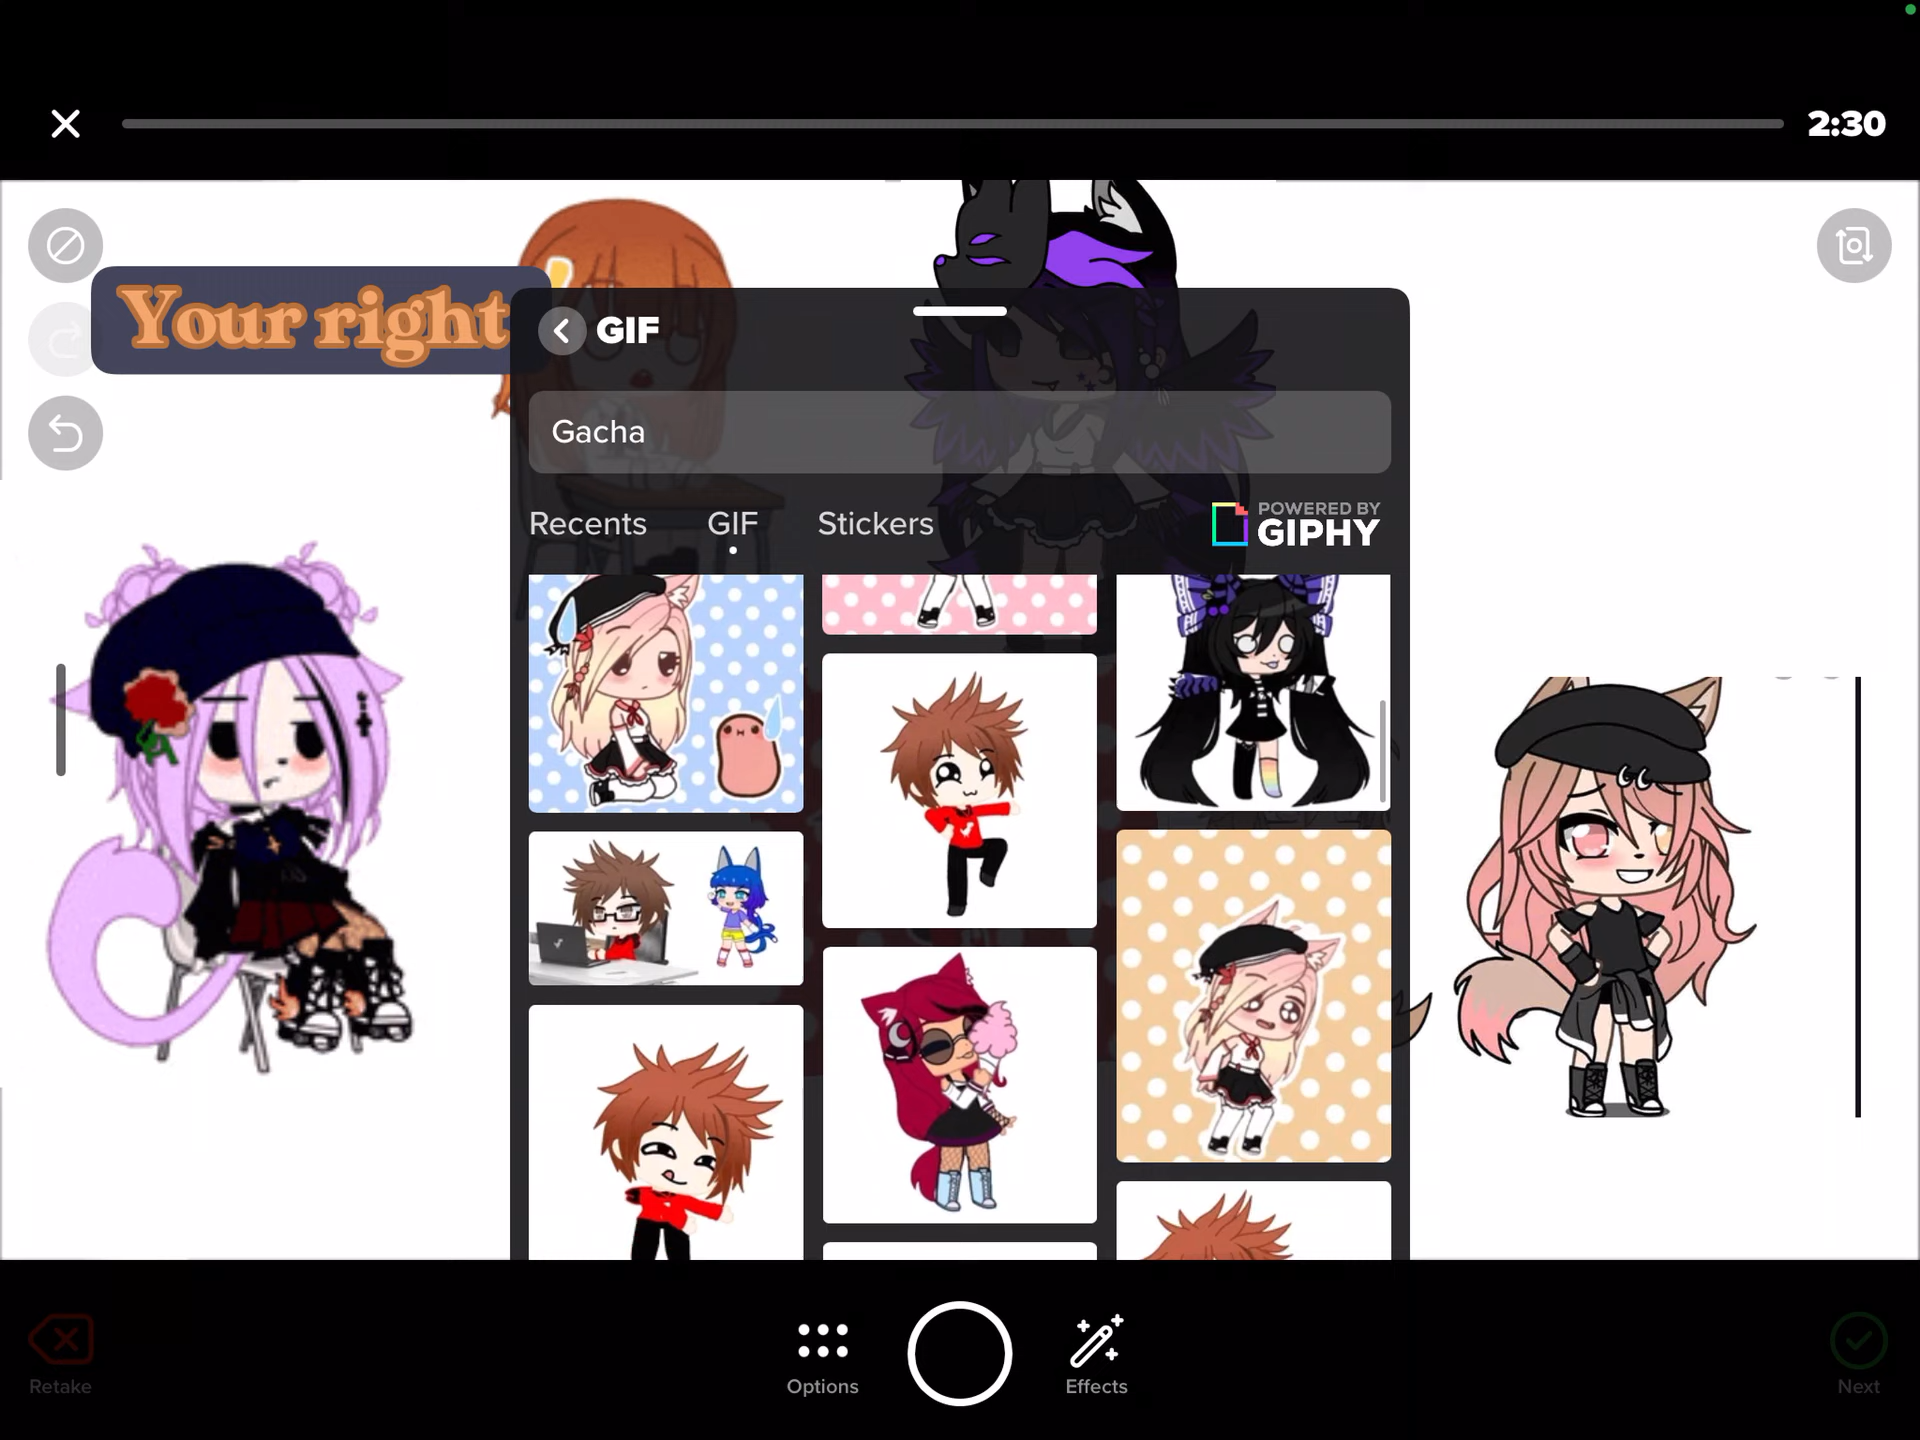 2:30
Your right
GIF
Gacha
Recents GIF Stickers
POWERED BY
GIPHY
Retake
Options
Effects
Next